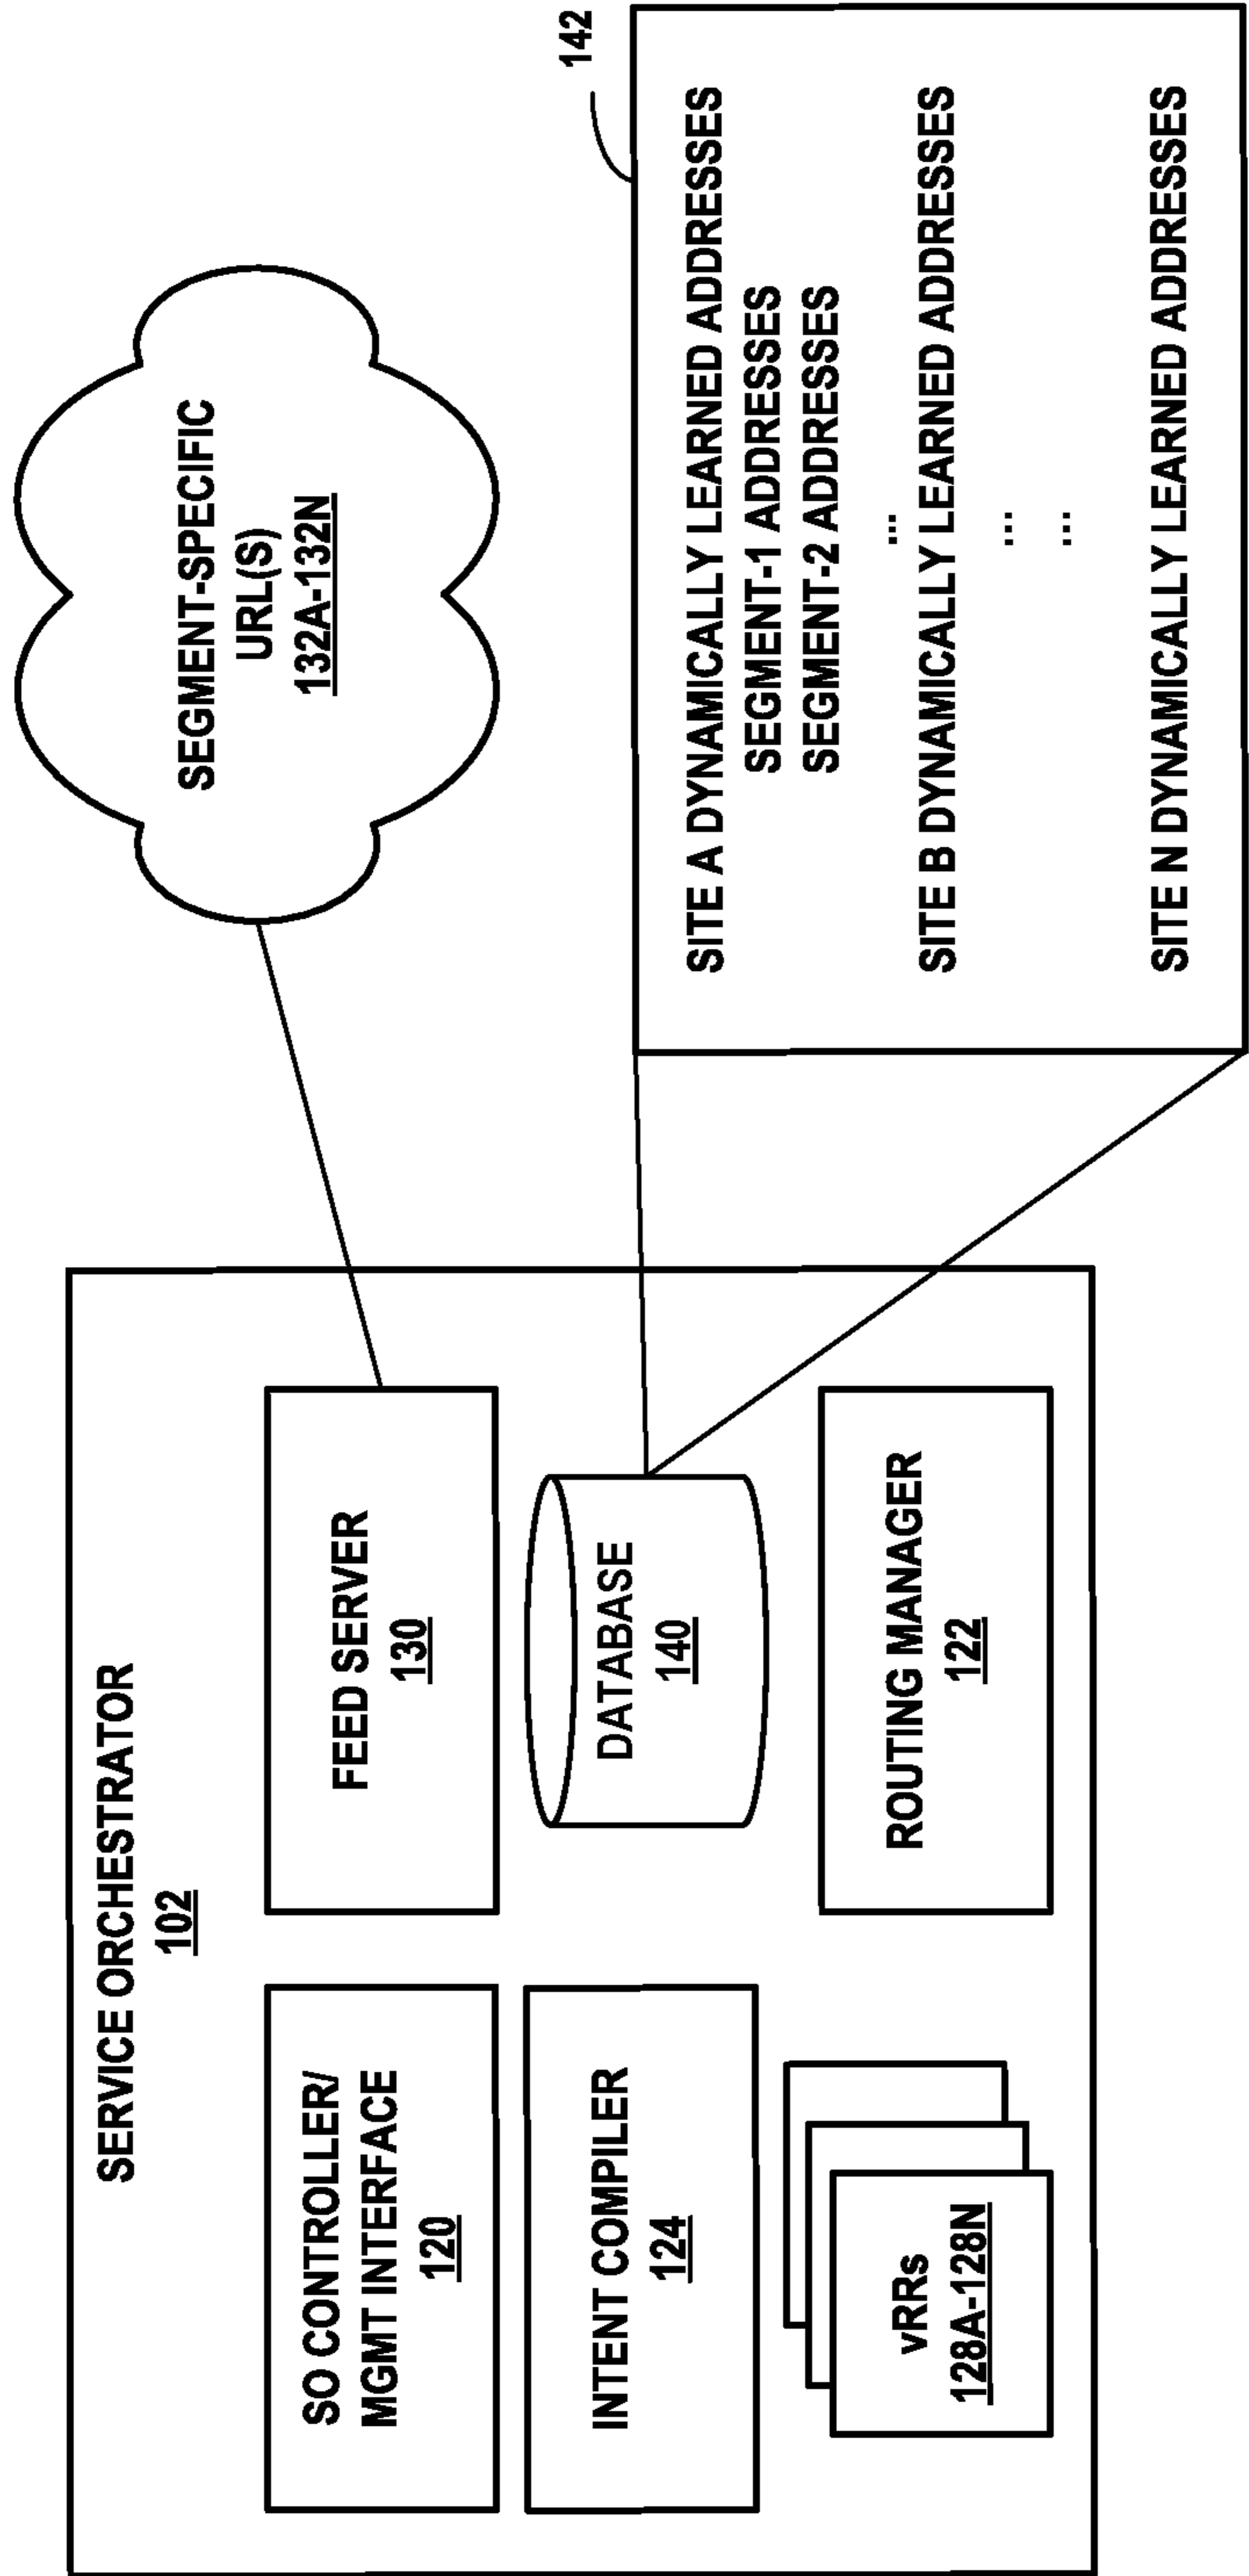 SERVICE ORCHESTRATOR
102
SO CONTROLLER/
MGMT INTERFACE
120
FEED SERVER
130
INTENT COMPILER
124
DATABASE
140
vRRs
128A-128N
ROUTING MANAGER
122
SEGMENT-SPECIFIC
URL(S)
132A-132N
142
SITE A DYNAMICALLY LEARNED ADDRESSES
SEGMENT-1 ADDRESSES
SEGMENT-2 ADDRESSES
...
SITE B DYNAMICALLY LEARNED ADDRESSES
...
...
SITE N DYNAMICALLY LEARNED ADDRESSES